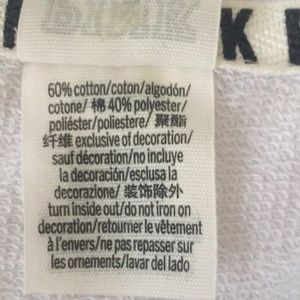 K
60% cotton/coton/algodón/
cotone/ 棉 40% polyester/
poliéster/poliestere/ 聚酯
纤维 exclusive of decoration/
sauf décoration/no incluye
la decoración/esclusa la
decorazione/ 装饰除外
turn inside out/do not iron on
decoration/retourner le vêtement
à l'envers/ne pas repasser sur
les ornements/lavar del lado